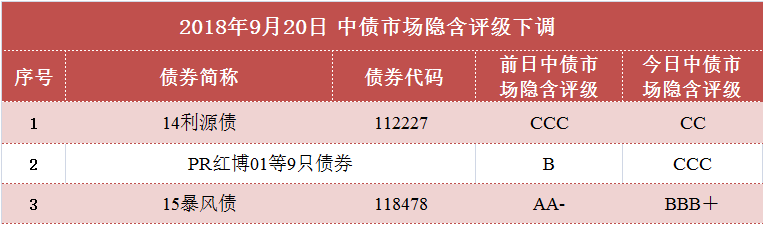 2018年9月20日 中债市场隐含评级下调
序号 债券简称 债券代码 前日中债市场隐含评级 今日中债市场隐含评级
1 14利源债 112227 CCC CC
2 PR红博01等9只债券 B CCC
3 15暴风债 118478 AA- BBB＋